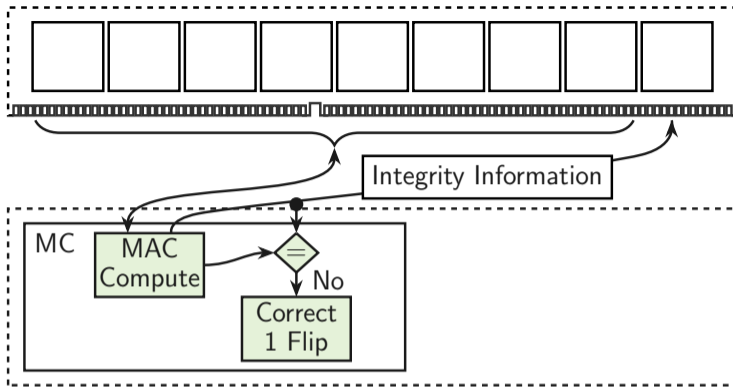 Integrity Information
MC
MAC
Compute
=
No
Correct
1 Flip